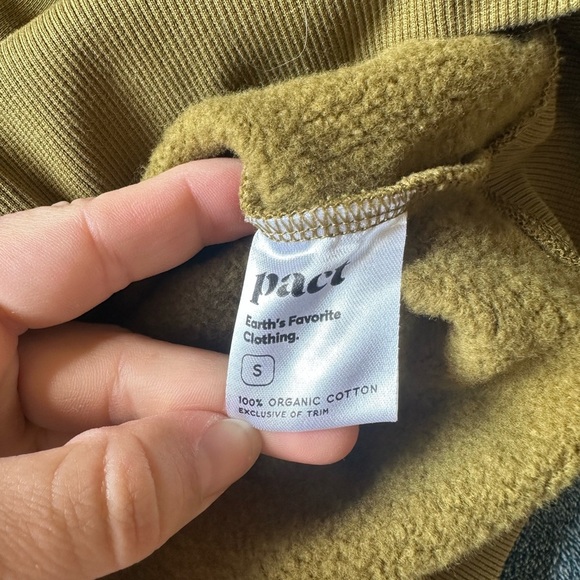 pact
Earth's Favorite
Clothing.
S
100% ORGANIC COTTON
EXCLUSIVE OF TRIM